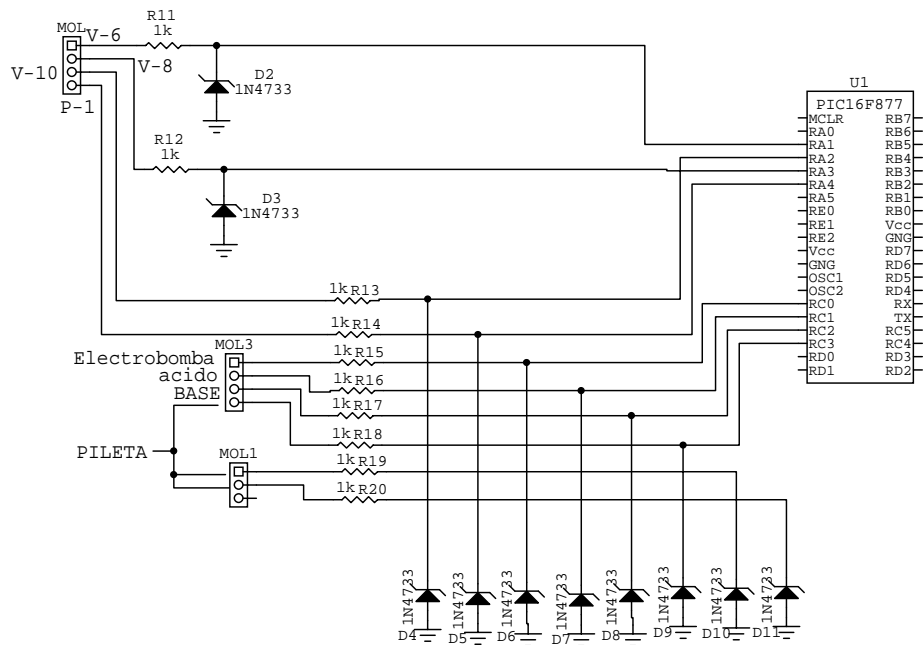 R11
1k
MOL
V-6
V-8
V-10
P-1
D2
1N4733
R12
1k
D3
1N4733
U1
PIC16F877
MCLR RB7
RA0 RB6
RA1 RB5
RA2 RB4
RA3 RB3
RA4 RB2
RA5 RB1
RE0 RB0
RE1 Vcc
RE2 GNG
Vcc RD7
GNG RD6
OSC1 RD5
OSC2 RD4
RC0 RX
RC1 TX
RC2 RC5
RC3 RC4
RD0 RD3
RD1 RD2
1k R13
1k R14
MOL3
1k R15
Electrobomba
acido
1k R16
BASE
1k R17
1k R18
PILETA
MOL1
1k R19
1k R20
1N4733
1N4733
1N4733
1N4733
1N4733
1N4733
1N4733
1N4733
D4
D5
D6
D7
D8
D9
D10
D11